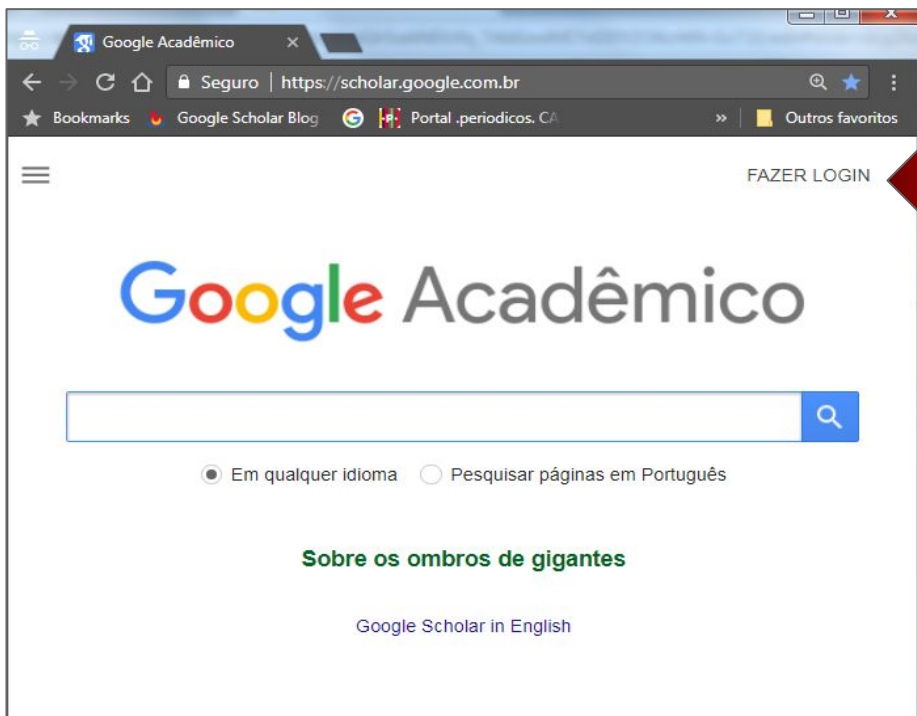 Google Acadêmico
Seguro | https://scholar.google.com.br
Bookmarks Google Scholar Blog Portal .periodicos. CA » Outros favoritos
FAZER LOGIN
Google Acadêmico
Em qualquer idioma Pesquisar páginas em Português
Sobre os ombros de gigantes
Google Scholar in English